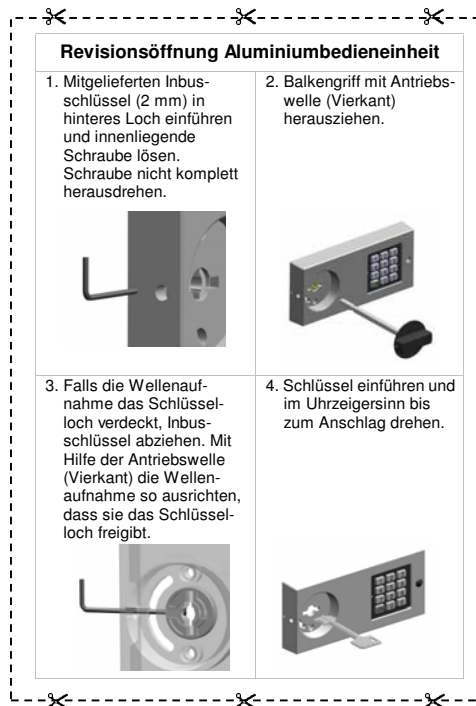 Revisionsöffnung Aluminiumbedieneinheit
1. Mitgelieferten Inbus-
schlüssel (2 mm) in
hinteres Loch einführen
und innenliegende
Schraube lösen.
Schraube nicht komplett
herausdrehen.
2. Balkengriff mit Antriebs-
welle (Vierkant)
herausziehen.
3. Falls die Wellenauf-
nahme das Schlüssel-
loch verdeckt, Inbus-
schlüssel abziehen. Mit
Hilfe der Antriebswelle
(Vierkant) die Wellen-
aufnahme so ausrichten,
dass sie das Schlüssel-
loch freigibt.
4. Schlüssel einführen und
im Uhrzeigersinn bis
zum Anschlag drehen.